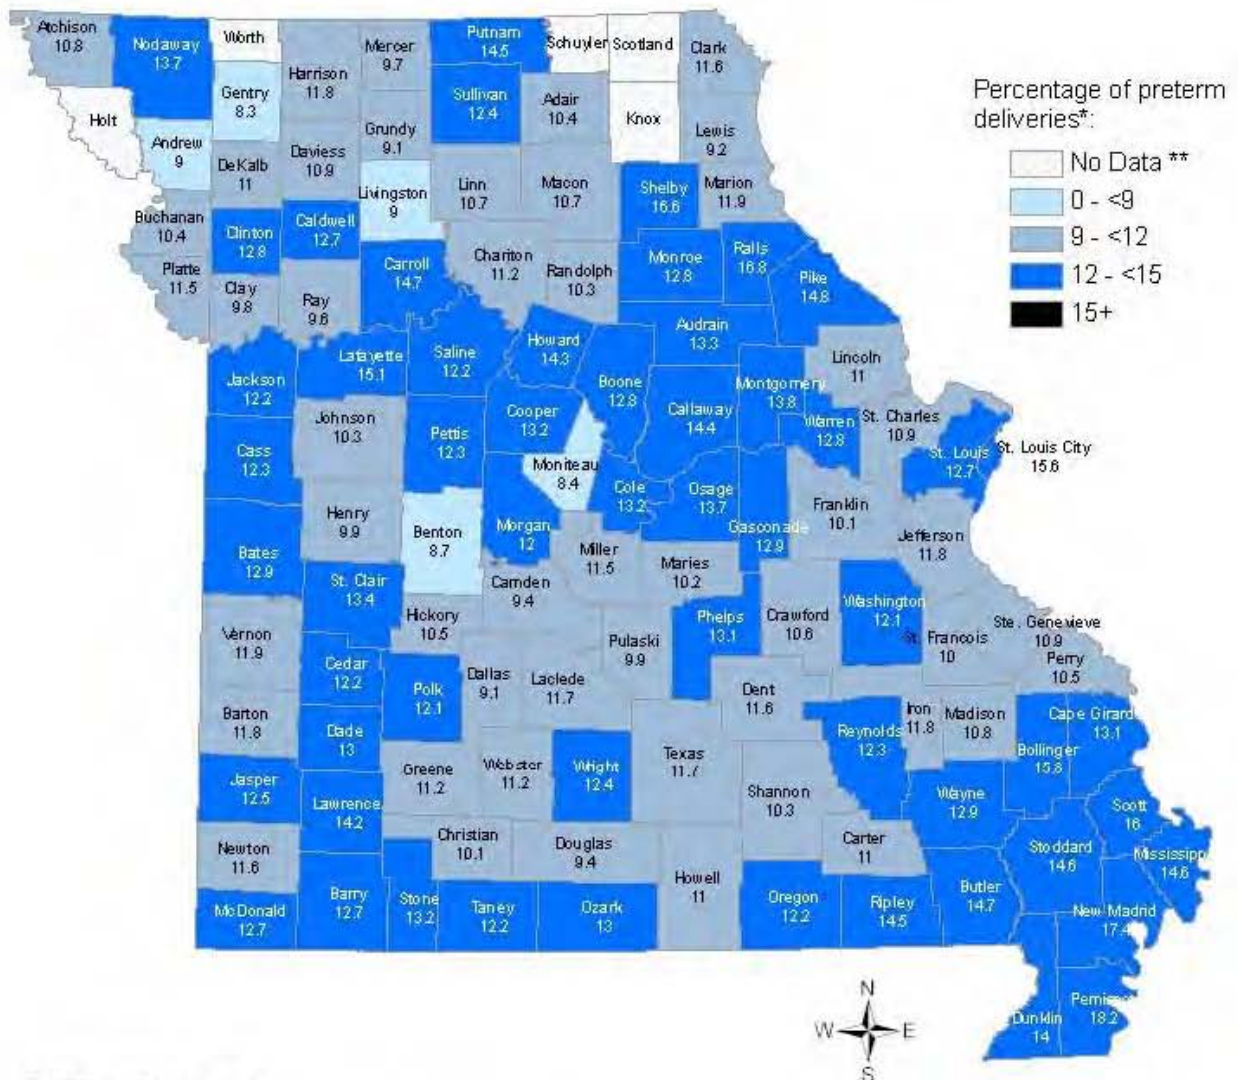 Atchison
10.8
Nodaway
13.7
Worth
Gentry
8.3
Harrison
11.8
Mercer
9.7
Putnam
14.5
Schuyler
Scotland
Clark
11.6
Holt
Andrew
9
DeKalb
11
Daviess
10.9
Grundy
9.1
Sullivan
12.4
Adair
10.4
Knox
Lewis
9.2
Buchanan
10.4
Clinton
12.8
Caldwell
12.7
Livingston
9
Linn
10.7
Macon
10.7
Shelby
16.6
Marion
11.9
Platte
11.5
Clay
9.8
Ray
9.6
Carroll
14.7
Chariton
11.2
Randolph
10.3
Monroe
12.8
Ralls
16.8
Pike
14.8
Jackson
12.2
Lafayette
15.1
Saline
12.2
Howard
14.3
Boone
12.8
Audrain
13.3
Callaway
14.4
Montgomery
13.8
Lincoln
11
Warren
12.8
St. Charles
10.9
St. Louis
12.7
St. Louis City
15.6
Cass
12.3
Johnson
10.3
Pettis
12.3
Cooper
13.2
Moniteau
8.4
Cole
13.2
Osage
13.7
Gasconade
12.9
Franklin
10.1
Jefferson
11.8
Bates
12.9
Henry
9.9
Benton
8.7
Morgan
12
Miller
11.5
Maries
10.2
St. Clair
13.4
Hickory
10.5
Camden
9.4
Pulaski
9.9
Phelps
13.1
Crawford
10.6
Washington
12.1
St. Francois
10
Ste. Genevieve
10.9
Perry
10.5
Vernon
11.9
Cedar
12.2
Polk
12.1
Dallas
9.1
Laclede
11.7
Dent
11.6
Iron
11.8
Madison
10.8
Cape Girard
13.1
Bollinger
15.8
Barton
11.8
Dade
13
Greene
11.2
Webster
11.2
Wright
12.4
Texas
11.7
Shannon
10.3
Reynolds
12.3
Wayne
12.9
Scott
16
Jasper
12.5
Lawrence
14.2
Christian
10.1
Douglas
9.4
Howell
11
Carter
11
Stoddard
14.6
Mississipp
14.6
Newton
11.6
McDonald
12.7
Barry
12.7
Stone
13.2
Taney
12.2
Ozark
13
Oregon
12.2
Ripley
14.5
Butler
14.7
New Madrid
17.4
Dunklin
14
18.2
Percentage of preterm
deliveries*:
No Data **
0 - <9
9 - <12
12 - <15
15+
N
W E
S